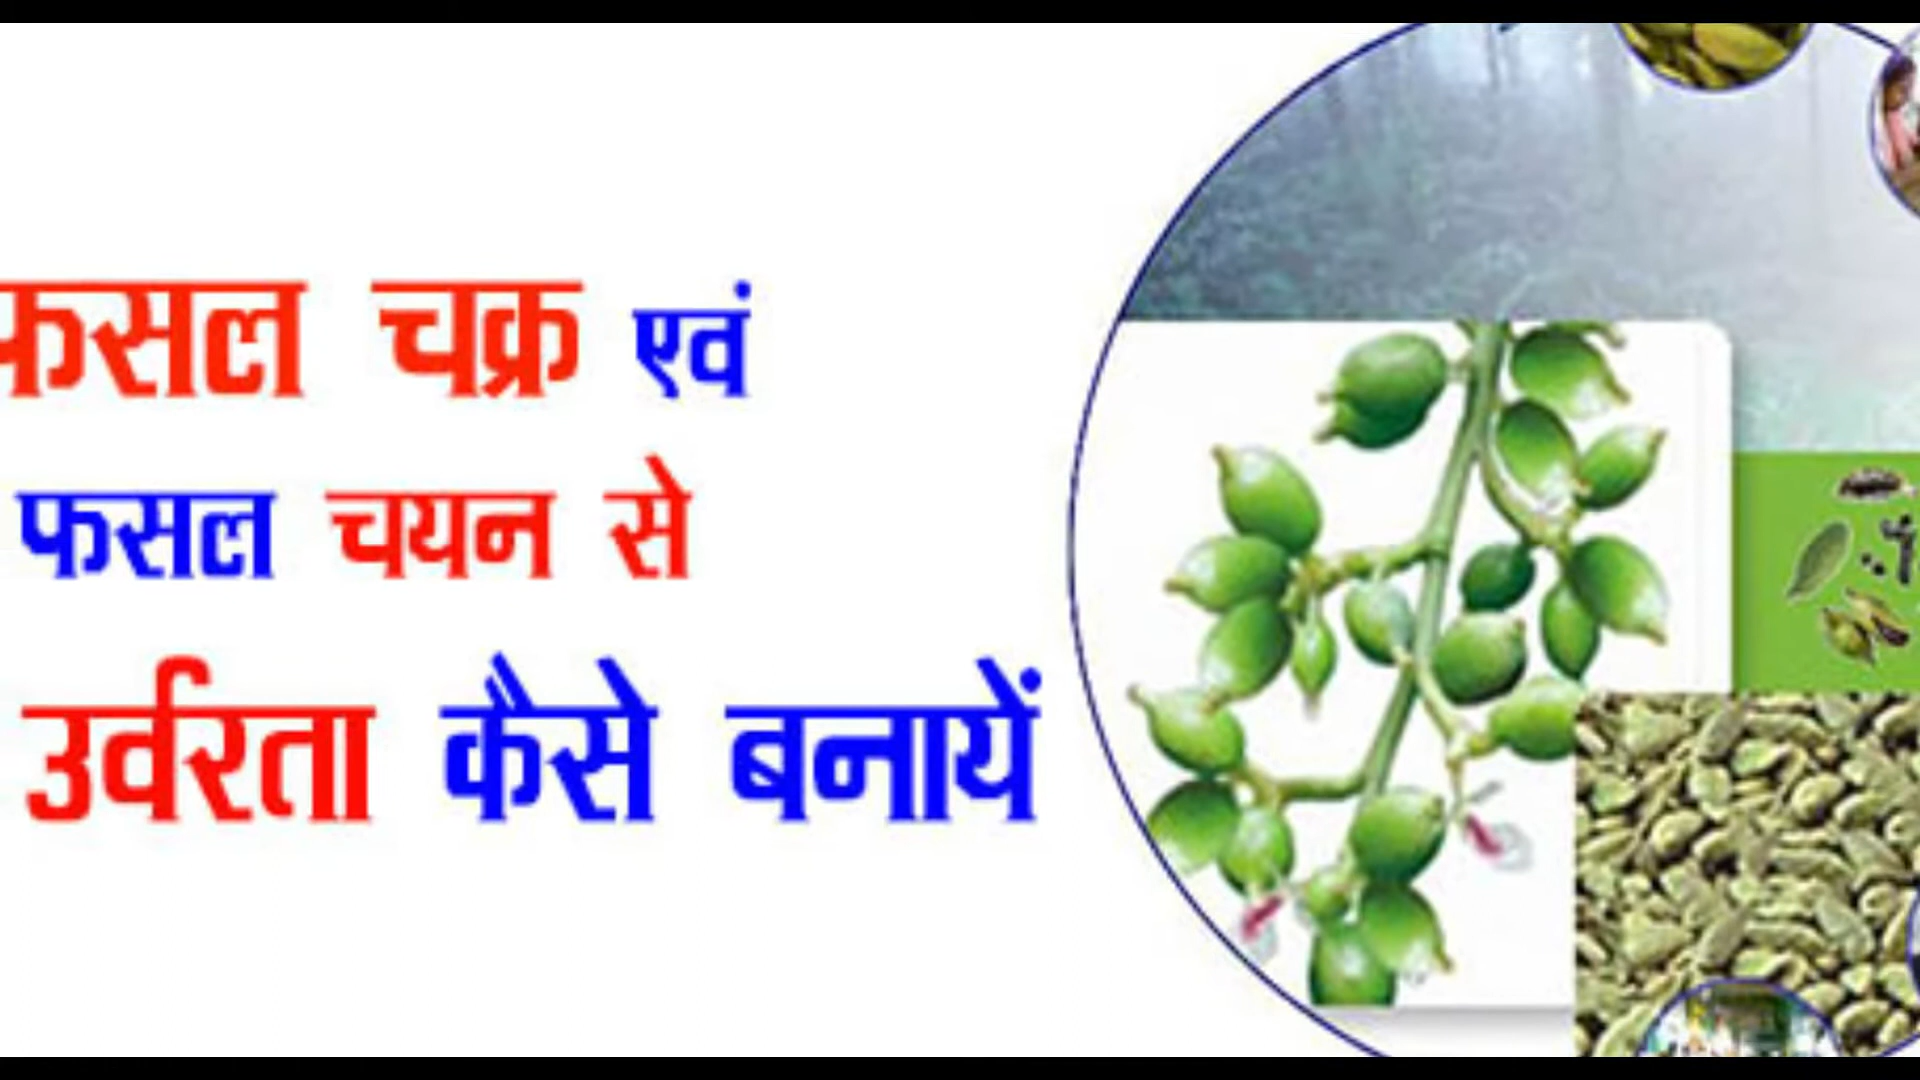 फसल चक्र एवं
फसल चयन से
उर्वरता कैसे बनायें